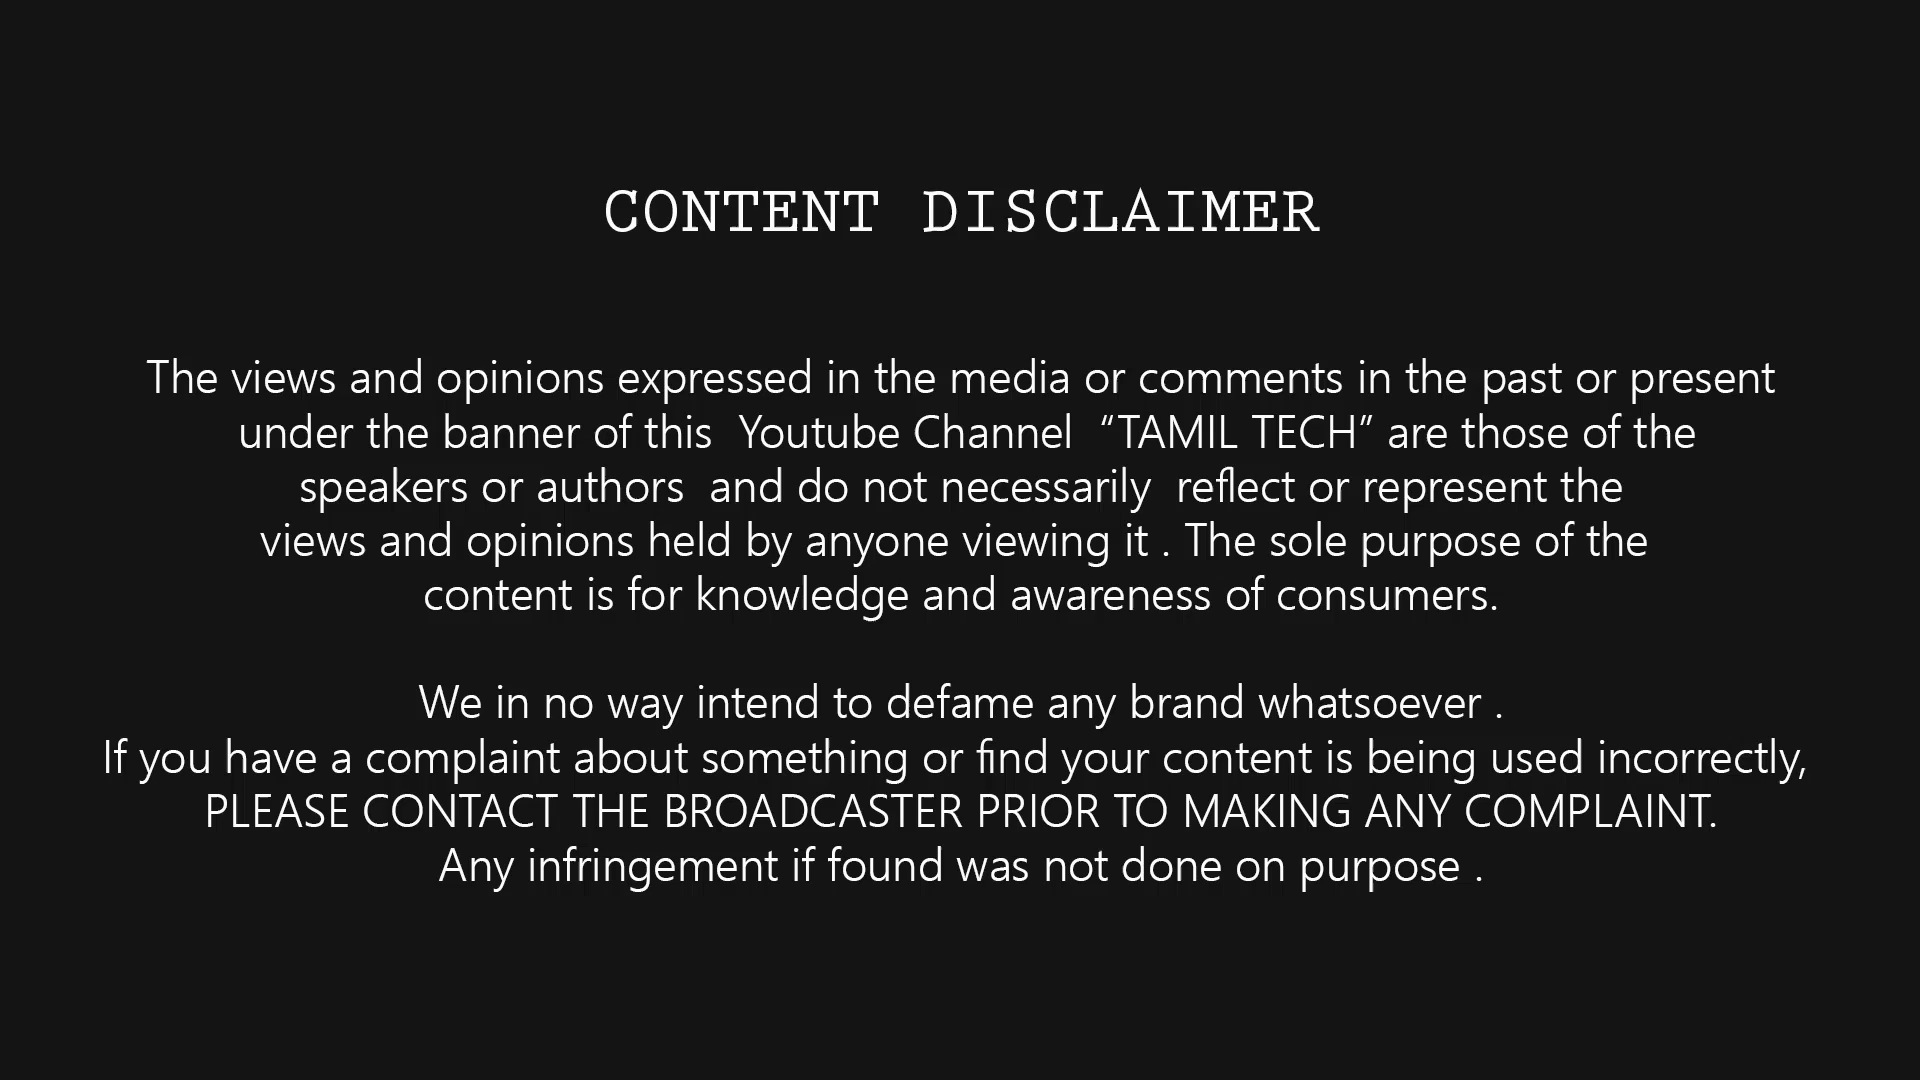 CONTENT DISCLAIMER
The views and opinions expressed in the media or comments in the past or present
under the banner of this  Youtube Channel  “TAMIL TECH” are those of the
speakers or authors  and do not necessarily  reflect or represent the
views and opinions held by anyone viewing it . The sole purpose of the
content is for knowledge and awareness of consumers.
We in no way intend to defame any brand whatsoever .
If you have a complaint about something or find your content is being used incorrectly,
PLEASE CONTACT THE BROADCASTER PRIOR TO MAKING ANY COMPLAINT.
Any infringement if found was not done on purpose .